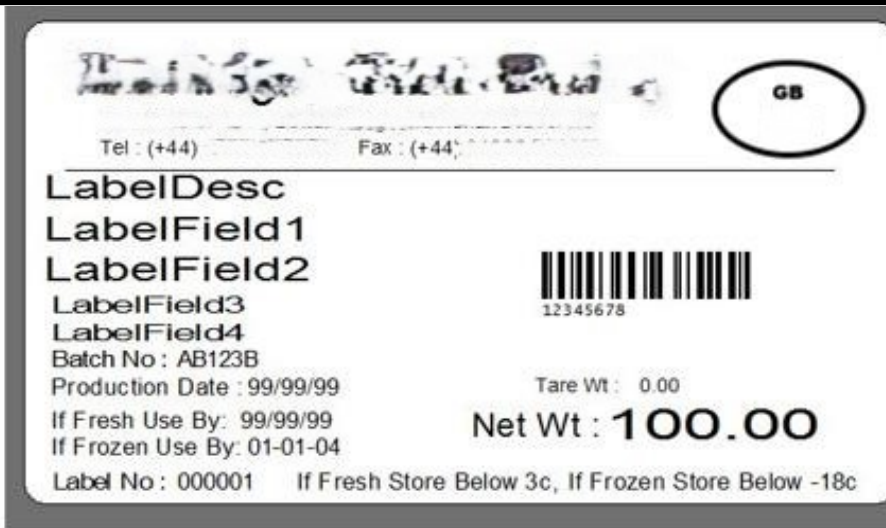 GB
Tel : (+44)
Fax : (+44)
LabelDesc
LabelField1
LabelField2
12345678
LabelField3
LabelField4
Batch No : AB123B
Production Date : 99/99/99
Tare Wt : 0.00
If Fresh Use By: 99/99/99
Net Wt : 100.00
If Frozen Use By: 01-01-04
Label No : 000001 If Fresh Store Below 3c, If Frozen Store Below -18c